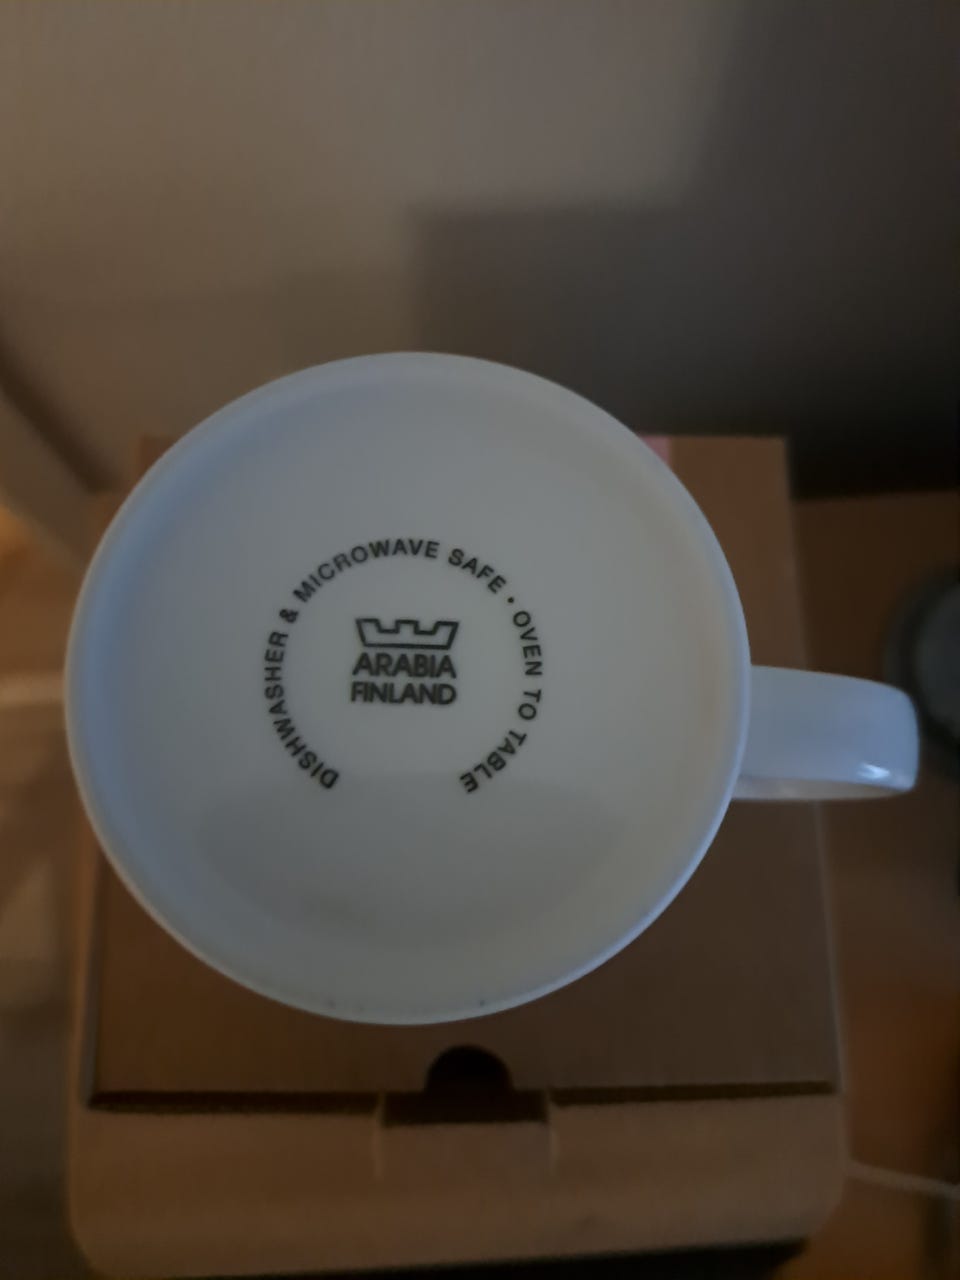 DISHWASHER & MICROWAVE SAFE · OVEN TO TABLE
ARABIA
FINLAND